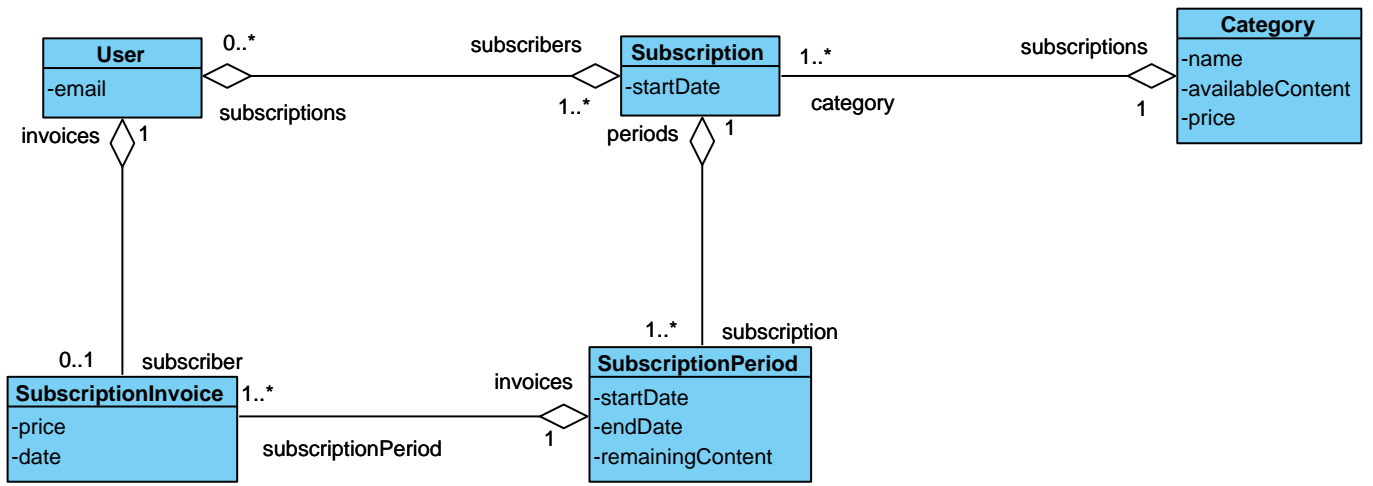 User
-email
0..*
subscriptions
subscribers
1..*
Subscription
-startDate
1..*
category
subscriptions
1
Category
-name
-availableContent
-price
invoices
1
periods
1
0..1
subscriber
1..*
subscription
SubscriptionInvoice
-price
-date
1..*
subscriptionPeriod
invoices
1
SubscriptionPeriod
-startDate
-endDate
-remainingContent